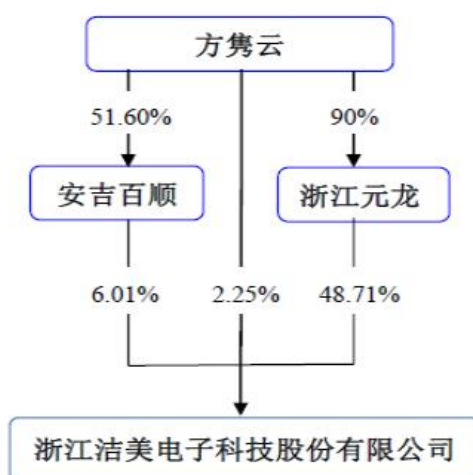 方隽云
51.60%
90%
安吉百顺
浙江元龙
6.01%
2.25%
48.71%
浙江洁美电子科技股份有限公司